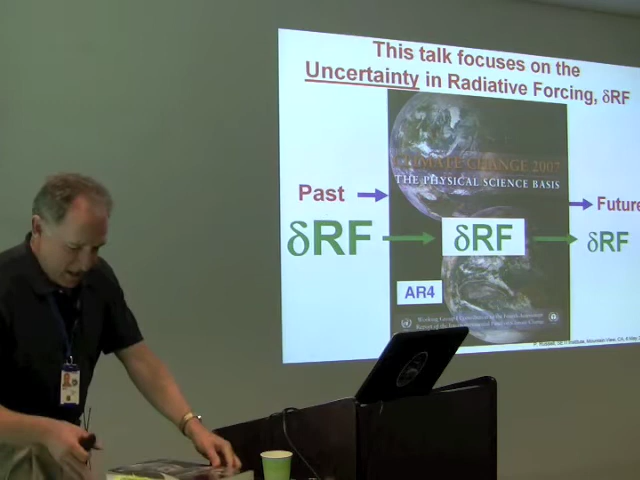 This talk focuses on the
Uncertainty in Radiative Forcing, δRF
CLIMATE CHANGE 2007
THE PHYSICAL SCIENCE BASIS
Past
Future
δRF
δRF
δRF
AR4